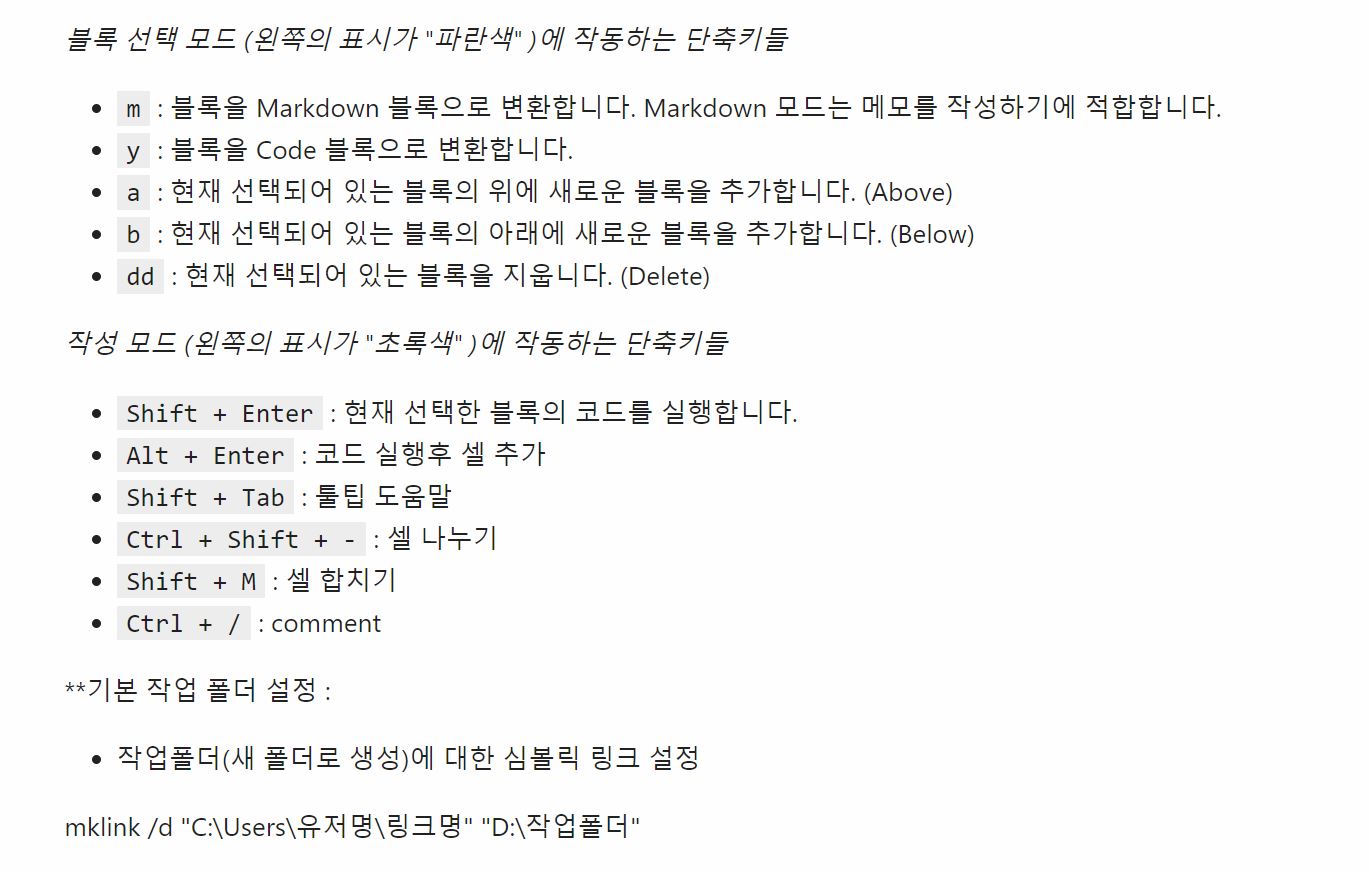 블록 선택 모드 (왼쪽의 표시가 "파란색" )에 작동하는 단축키들
m : 블록을 Markdown 블록으로 변환합니다. Markdown 모드는 메모를 작성하기에 적합합니다.
y : 블록을 Code 블록으로 변환합니다.
a : 현재 선택되어 있는 블록의 위에 새로운 블록을 추가합니다. (Above)
b : 현재 선택되어 있는 블록의 아래에 새로운 블록을 추가합니다. (Below)
dd : 현재 선택되어 있는 블록을 지웁니다. (Delete)
작성 모드 (왼쪽의 표시가 "초록색" )에 작동하는 단축키들
Shift + Enter : 현재 선택한 블록의 코드를 실행합니다.
Alt + Enter : 코드 실행후 셀 추가
Shift + Tab : 툴팁 도움말
Ctrl + Shift + - : 셀 나누기
Shift + M : 셀 합치기
Ctrl + / : comment
**기본 작업 폴더 설정 :
작업폴더(새 폴더로 생성)에 대한 심볼릭 링크 설정
mklink /d "C:\Users\유저명\링크명" "D:\작업폴더"